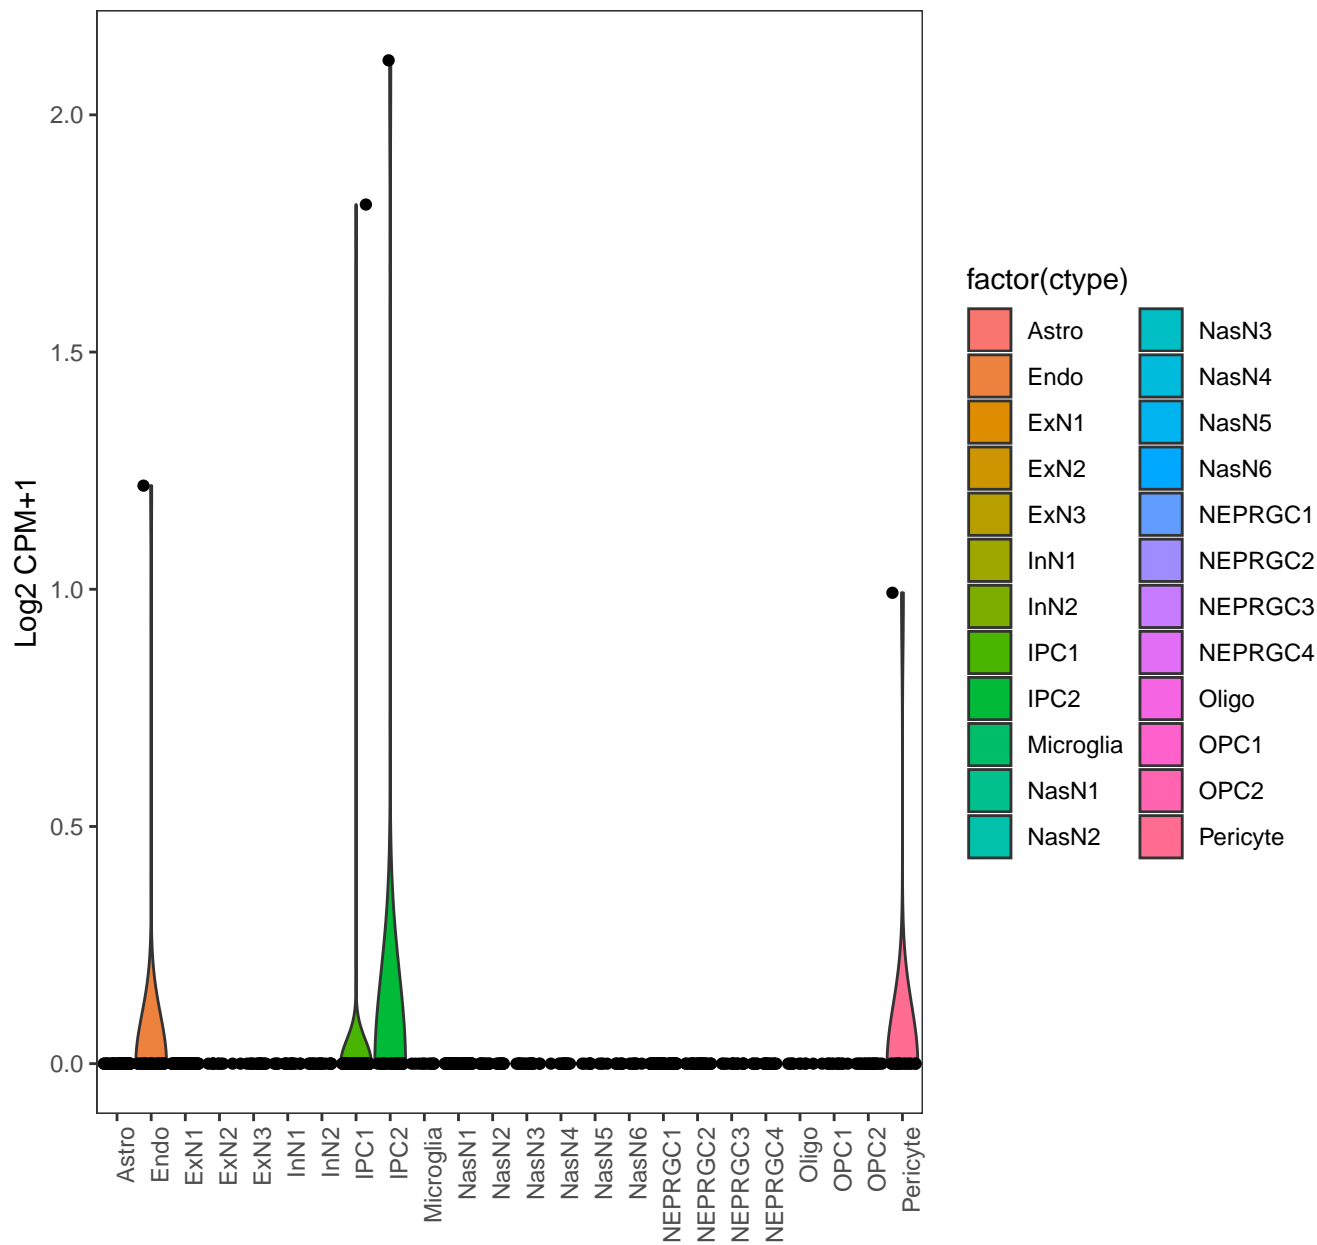 2.0
1.5
1.0
0.5
0.0
Log2 CPM+1
Astro
Endo
ExN1
ExN2
ExN3
InN1
InN2
IPC1
IPC2
Microglia
NasN1
NasN2
NasN3
NasN4
NasN5
NasN6
NEPRGC1
NEPRGC2
NEPRGC3
NEPRGC4
Oligo
OPC1
OPC2
Pericyte
factor(ctype)
Astro
Endo
ExN1
ExN2
ExN3
InN1
InN2
IPC1
IPC2
Microglia
NasN1
NasN2
NasN3
NasN4
NasN5
NasN6
NEPRGC1
NEPRGC2
NEPRGC3
NEPRGC4
Oligo
OPC1
OPC2
Pericyte